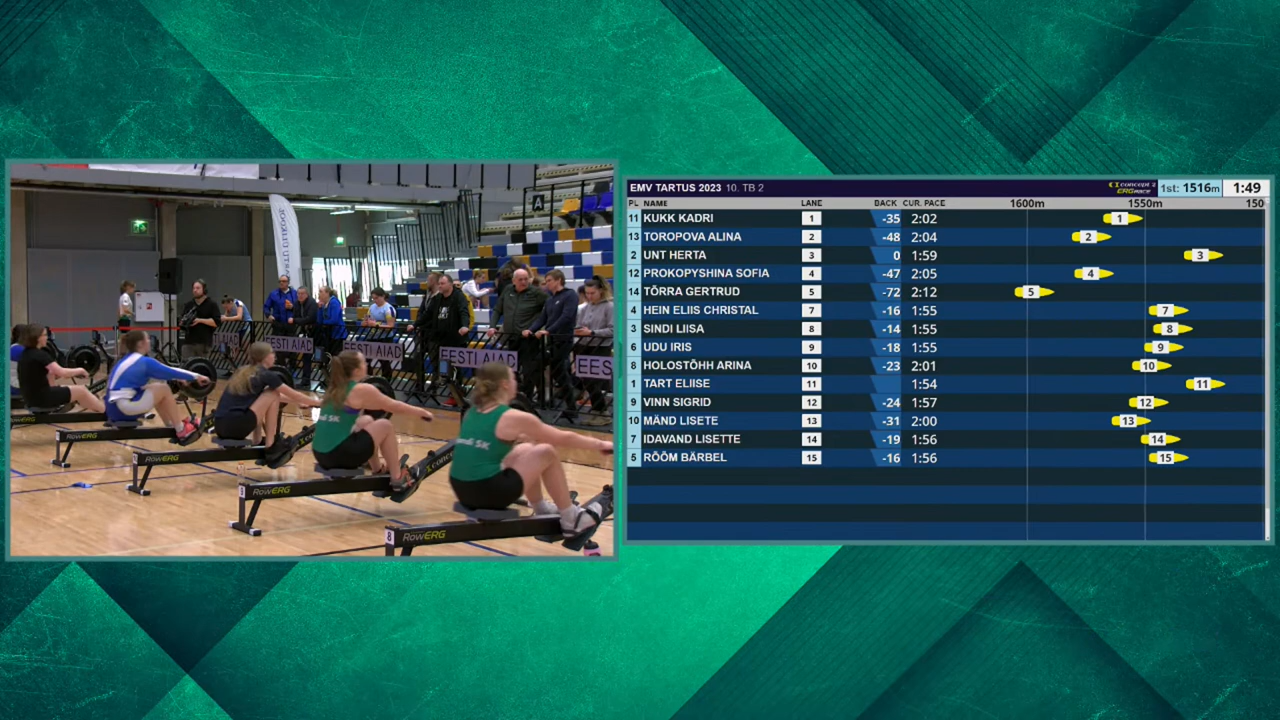 A
TARTU ÜLIKOOL
EESTI AIAD
EESTI AIAD
EESTI AIAD
EES
RowERG
RowERG
RowERG
8 RowERG
EMV TARTUS 2023 10. TB 2
concept 2
ERGRACE
1st: 1516m
1:49
PL NAME LANE BACK CUR. PACE 1600m 1550m 150
11 KUKK KADRI 1 -35 2:02 1
13 TOROPOVA ALINA 2 -48 2:04 2
2 UNT HERTA 3 0 1:59 3
12 PROKOPYSHINA SOFIA 4 -47 2:05 4
14 TÕRRA GERTRUD 5 -72 2:12 5
4 HEIN ELIIS CHRISTAL 7 -16 1:55 7
3 SINDI LIISA 8 -14 1:55 8
6 UDU IRIS 9 -18 1:55 9
8 HOLOSTÕHH ARINA 10 -23 2:01 10
1 TART ELIISE 11 1:54 11
9 VINN SIGRID 12 -24 1:57 12
10 MÄND LISETE 13 -31 2:00 13
7 IDAVAND LISETTE 14 -19 1:56 14
5 RÕÕM BÄRBEL 15 -16 1:56 15